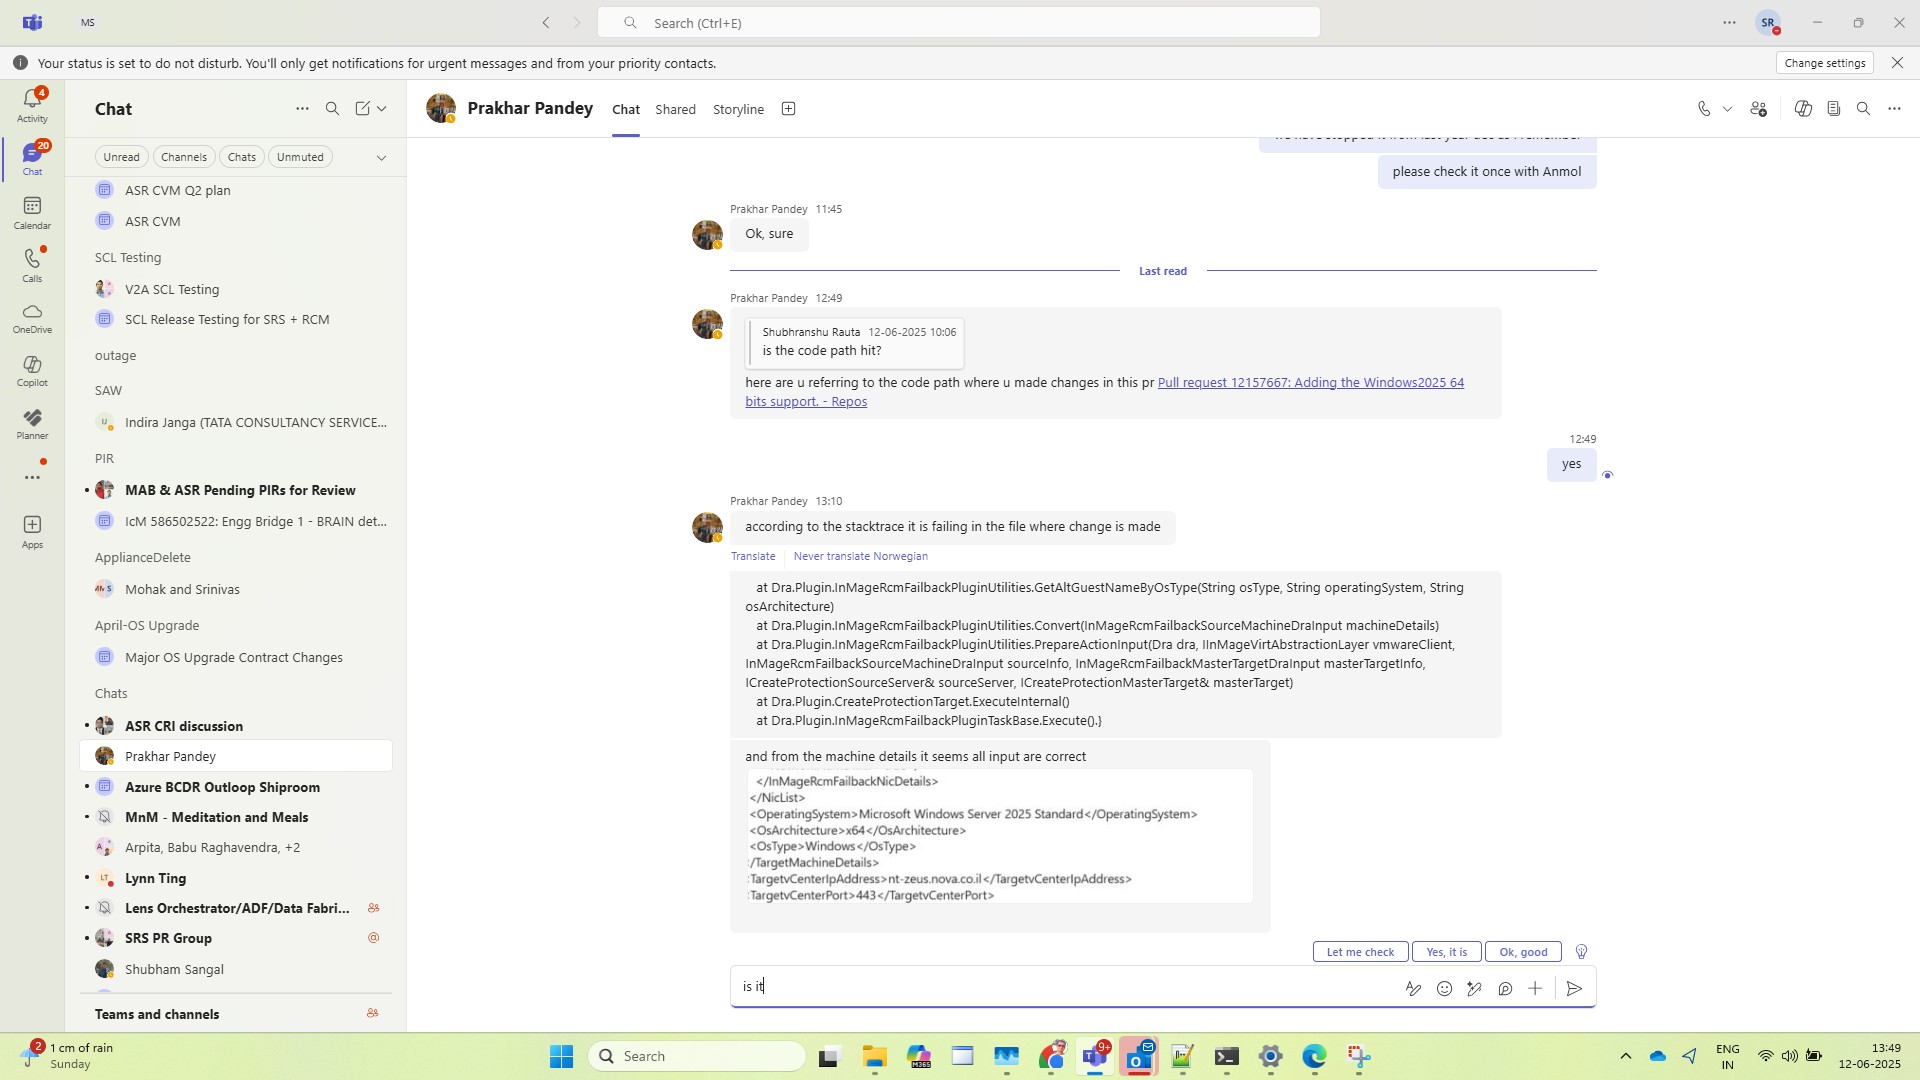 MS
Search (Ctrl+E)
SR
Your status is set to do not disturb. You'll only get notifications for urgent messages and from your priority contacts.
Change settings
4
Activity
20
Chat
Calendar
Calls
OneDrive
Copilot
Planner
Apps
Chat
Unread
Channels
Chats
Unmuted
ASR CVM Q2 plan
ASR CVM
SCL Testing
V2A SCL Testing
SCL Release Testing for SRS + RCM
outage
SAW
Indira Janga (TATA CONSULTANCY SERVICE...
PIR
MAB & ASR Pending PIRs for Review
IcM 586502522: Engg Bridge 1 - BRAIN det...
ApplianceDelete
Mohak and Srinivas
April-OS Upgrade
Major OS Upgrade Contract Changes
Chats
ASR CRI discussion
Prakhar Pandey
Azure BCDR Outloop Shiproom
MnM - Meditation and Meals
Arpita, Babu Raghavendra, +2
LT
Lynn Ting
Lens Orchestrator/ADF/Data Fabri...
SRS PR Group
@
Shubham Sangal
Teams and channels
Prakhar Pandey
Chat
Shared
Storyline
please check it once with Anmol
Prakhar Pandey 11:45
Ok, sure
Last read
Prakhar Pandey 12:49
Shubhranshu Rauta 12-06-2025 10:06
is the code path hit?
here are u referring to the code path where u made changes in this pr Pull request 12157667: Adding the Windows2025 64
bits support. - Repos
12:49
yes
Prakhar Pandey 13:10
according to the stacktrace it is failing in the file where change is made
Translate
Never translate Norwegian
at Dra.Plugin.InMageRcmFailbackPluginUtilities.GetAltGuestNameByOsType(String osType, String operatingSystem, String
osArchitecture)
at Dra.Plugin.InMageRcmFailbackPluginUtilities.Convert(InMageRcmFailbackSourceMachineDraInput machineDetails)
at Dra.Plugin.InMageRcmFailbackPluginUtilities.PrepareActionInput(Dra dra, IInMageVirtAbstractionLayer vmwareClient,
InMageRcmFailbackSourceMachineDraInput sourceInfo, InMageRcmFailbackMasterTargetDraInput masterTargetInfo,
ICreateProtectionSourceServer& sourceServer, ICreateProtectionMasterTarget& masterTarget)
at Dra.Plugin.CreateProtectionTarget.ExecuteInternal()
at Dra.Plugin.InMageRcmFailbackPluginTaskBase.Execute().}
and from the machine details it seems all input are correct
</InMageRcmFailbackNicDetails>
</NicList>
<OperatingSystem>Microsoft Windows Server 2025 Standard</OperatingSystem>
<OsArchitecture>x64</OsArchitecture>
<OsType>Windows</OsType>
/TargetMachineDetails>
TargetvCenterIpAddress>nt-zeus.nova.co.il</TargetvCenterIpAddress>
TargetvCenterPort>443</TargetvCenterPort>
Let me check
Yes, it is
Ok, good
is it
2
1 cm of rain
Sunday
Search
M365
9+
ENG
IN
13:49
12-06-2025